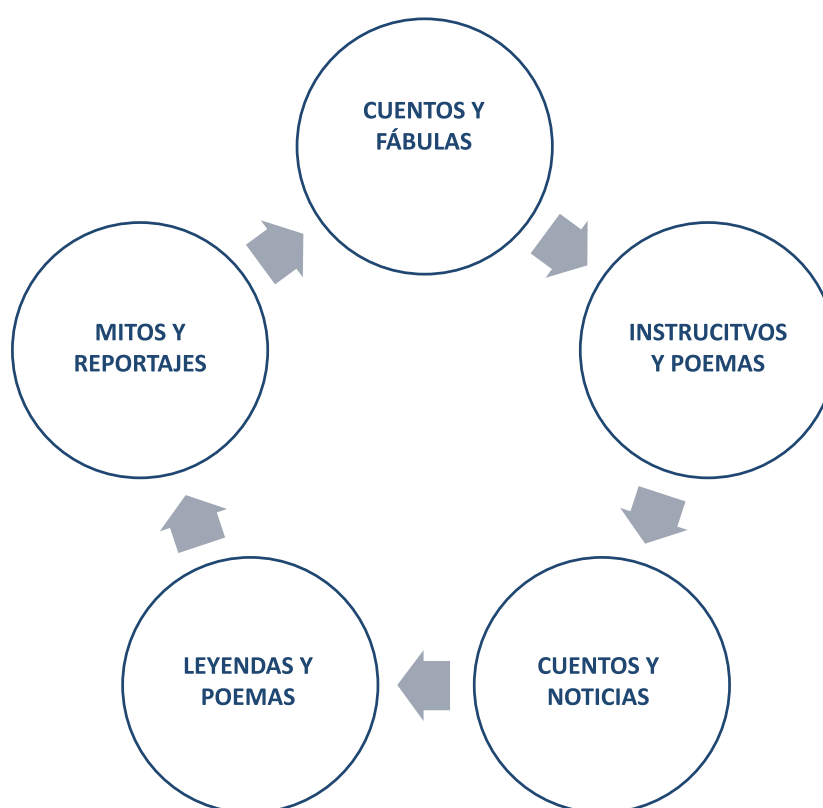 CUENTOS Y
FÁBULAS
INSTRUCITVOS
Y POEMAS
CUENTOS Y
NOTICIAS
LEYENDAS Y
POEMAS
MITOS Y
REPORTAJES